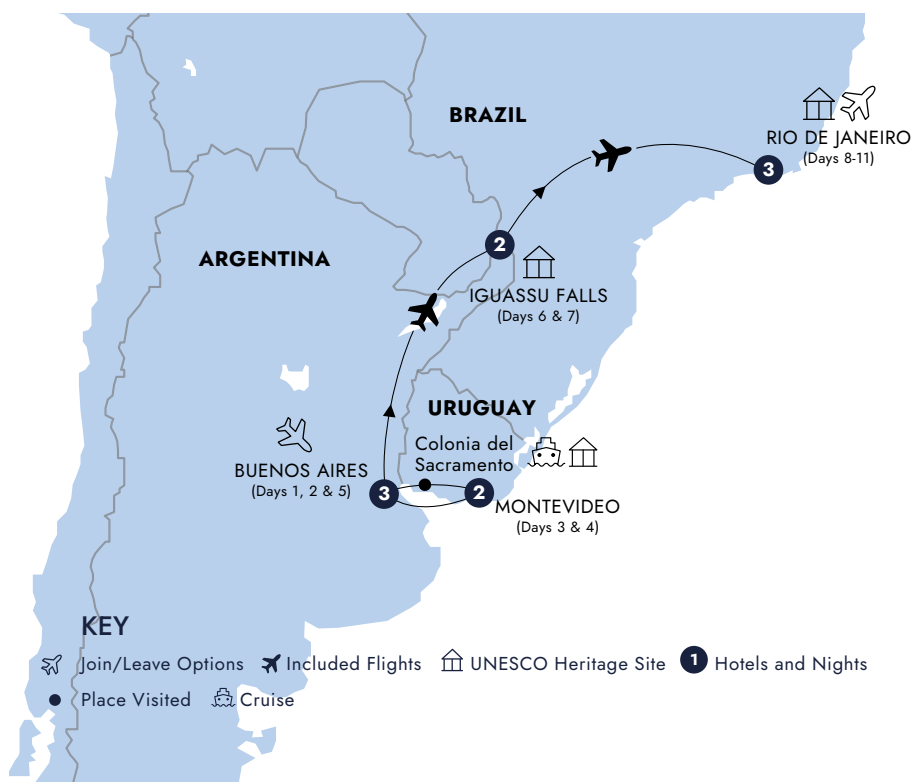 BRAZIL
RIO DE JANEIRO
(Days 8-11)
3
2
ARGENTINA
IGUASSU FALLS
(Days 6 & 7)
URUGUAY
Colonia del
Sacramento
BUENOS AIRES
(Days 1, 2 & 5)
3
2
MONTEVIDEO
(Days 3 & 4)
KEY
Join/Leave Options
Included Flights
UNESCO Heritage Site
1
Hotels and Nights
Place Visited
Cruise